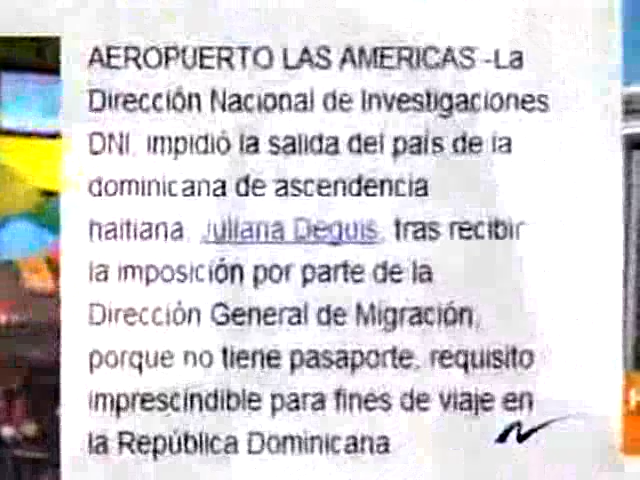 AEROPUERTO LAS AMERICAS -La
Dirección Nacional de Investigaciones
DNI, impidió la salida del país de la
dominicana de ascendencia
haitiana, Juliana Deguis, tras recibir
la imposición por parte de la
Dirección General de Migración,
porque no tiene pasaporte, requisito
imprescindible para fines de viaje en
la República Dominicana